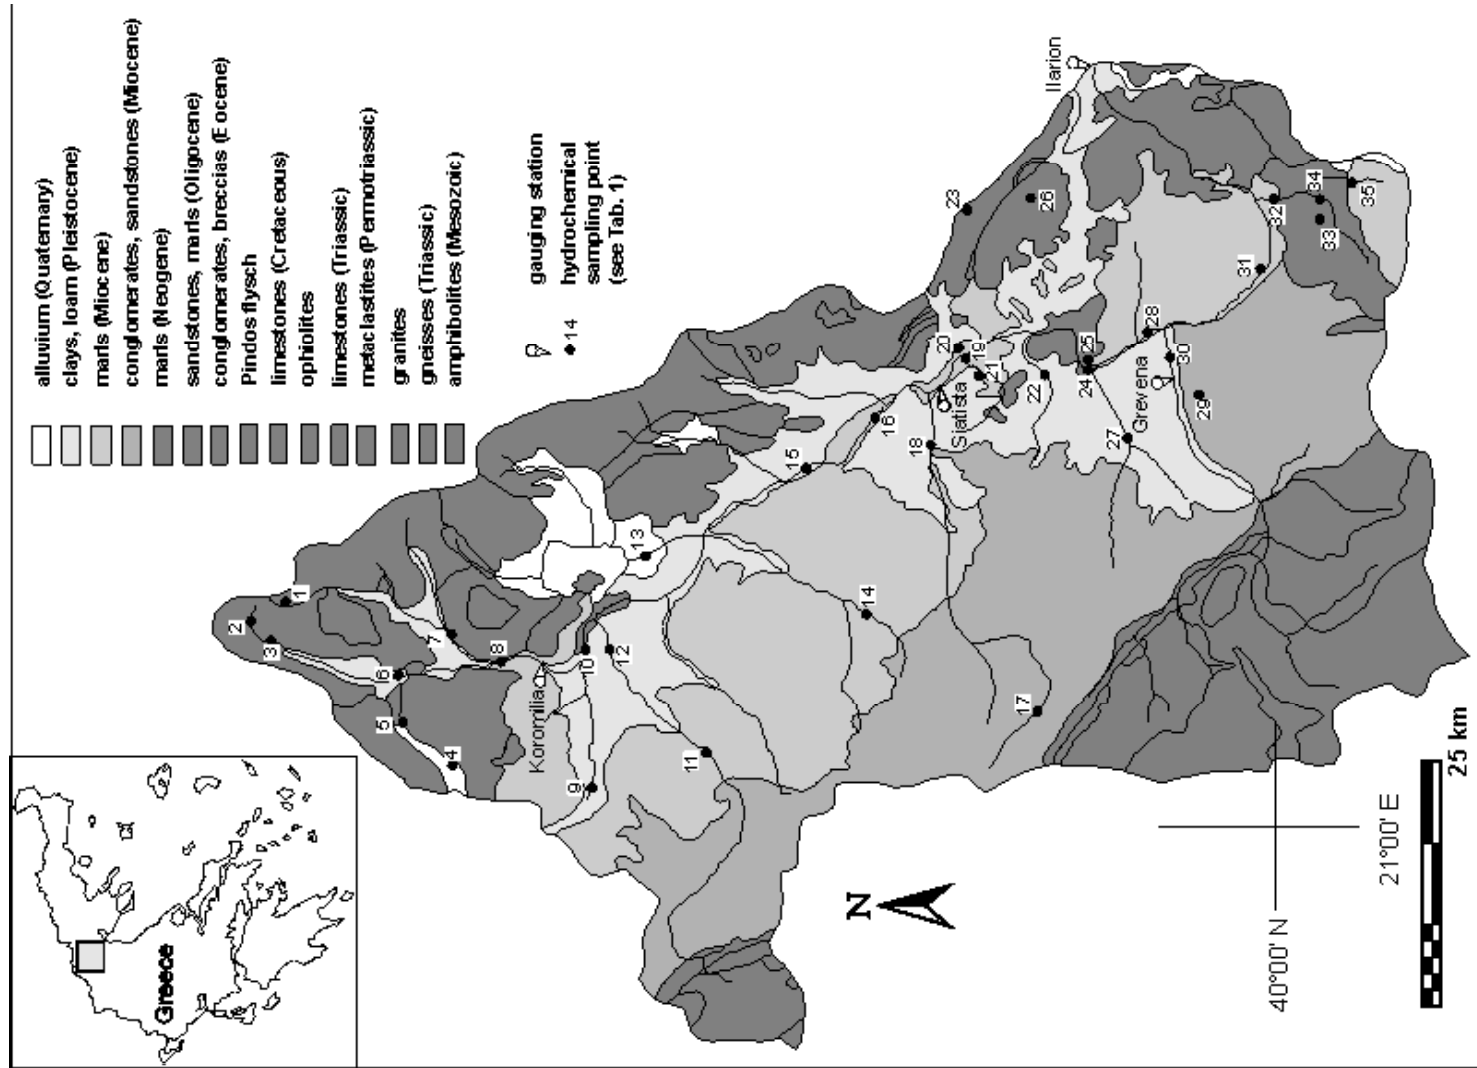 alluvium (Quaternary)
clays, loam (Pleistocene)
marls (Miocene)
conglomerates, sandstones (Miocene)
marls (Neogene)
sandstones, marls (Oligocene)
conglomerates, breccias (Eocene)
Pindos flysch
limestones (Cretaceous)
ophiolites
limestones (Triassic)
metaclastites (Permotriassic)
granites
gneisses (Triassic)
amphibolites (Mesozoic)
gauging station
14
hydrochemical
sampling point
(see Tab. 1)
Greece
N
Ilarion
Siatista
Grevena
Koromilia
1
2
3
4
5
6
7
8
9
10
11
12
13
14
15
16
17
18
19
20
21
22
23
24
25
26
27
28
29
30
31
32
33
34
35
40°00' N
21°00' E
25 km